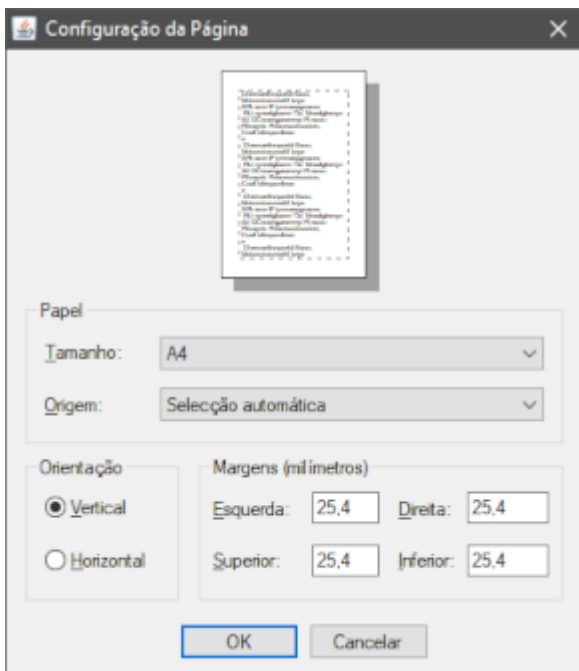 Configuração da Página
Papel
Tamanho: A4
Origem: Selecção automática
Orientação
Vertical
Horizontal
Margens (milímetros)
Esquerda: 25,4 Direita: 25,4
Superior: 25,4 Inferior: 25,4
OK Cancelar